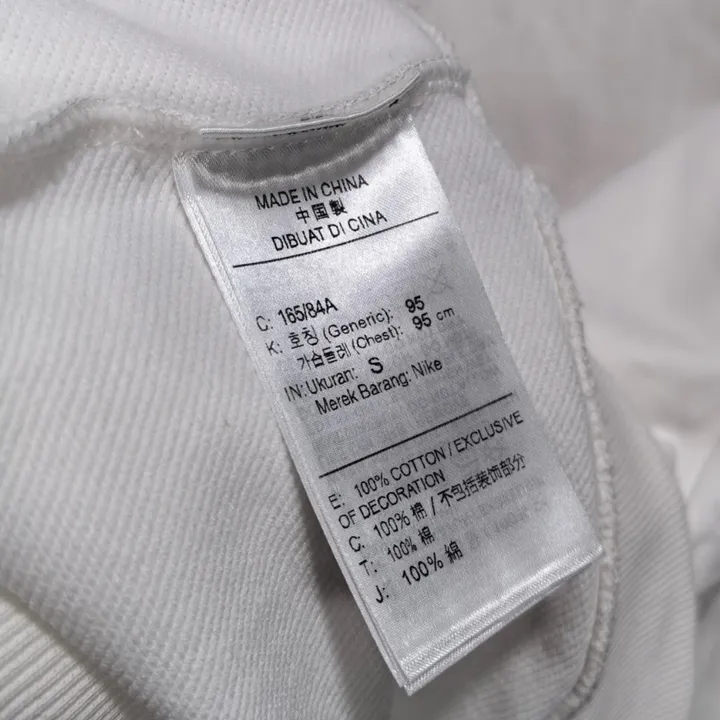 MADE IN CHINA
中国製
DIBUAT DI CINA
C: 165/84A
K: 호칭 (Generic): 95
가슴둘레 (Chest): 95 cm
IN: Ukuran: S
Merek Barang: Nike
E: 100% COTTON / EXCLUSIVE
OF DECORATION
C: 100% 棉 / 不包括装饰部分
T: 100% 棉
J: 100% 綿